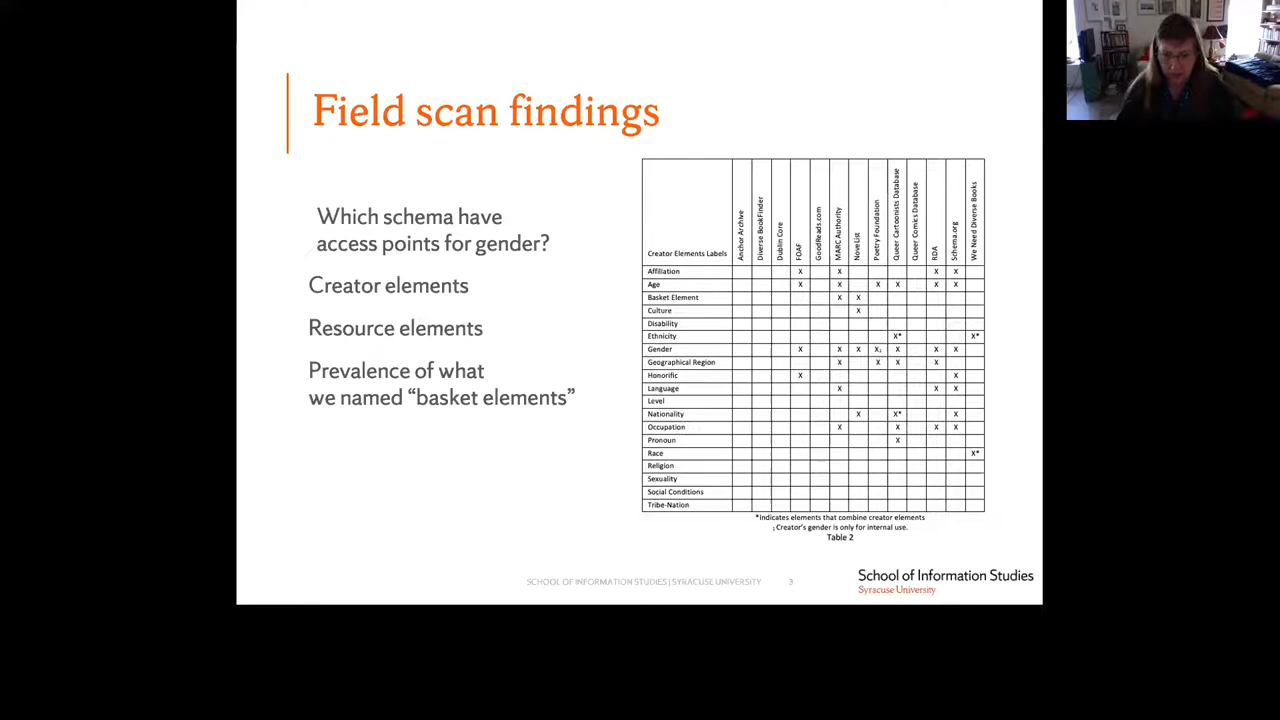 Field scan findings
Which schema have
access points for gender?
Creator elements
Resource elements
Prevalence of what
we named “basket elements”
Creator Elements Labels
Anchor Archive
Diverse BookFinder
Dublin Core
FOAF
GoodReads.com
MARC Authority
NoveList
Poetry Foundation
Queer Cartoonists Database
Queer Comics Database
RDA
Schema.org
We Need Diverse Books
Affiliation X X X X
Age X X X X X X
Basket Element X X
Culture X
Disability
Ethnicity X* X*
Gender X X X X₁ X X X
Geographical Region X X X X
Honorific X X
Language X X X
Level
Nationality X X* X
Occupation X X X X
Pronoun X
Race X*
Religion
Sexuality
Social Conditions
Tribe-Nation
*Indicates elements that combine creator elements
₁ Creator's gender is only for internal use.
Table 2
SCHOOL OF INFORMATION STUDIES | SYRACUSE UNIVERSITY 3
School of Information Studies
Syracuse University